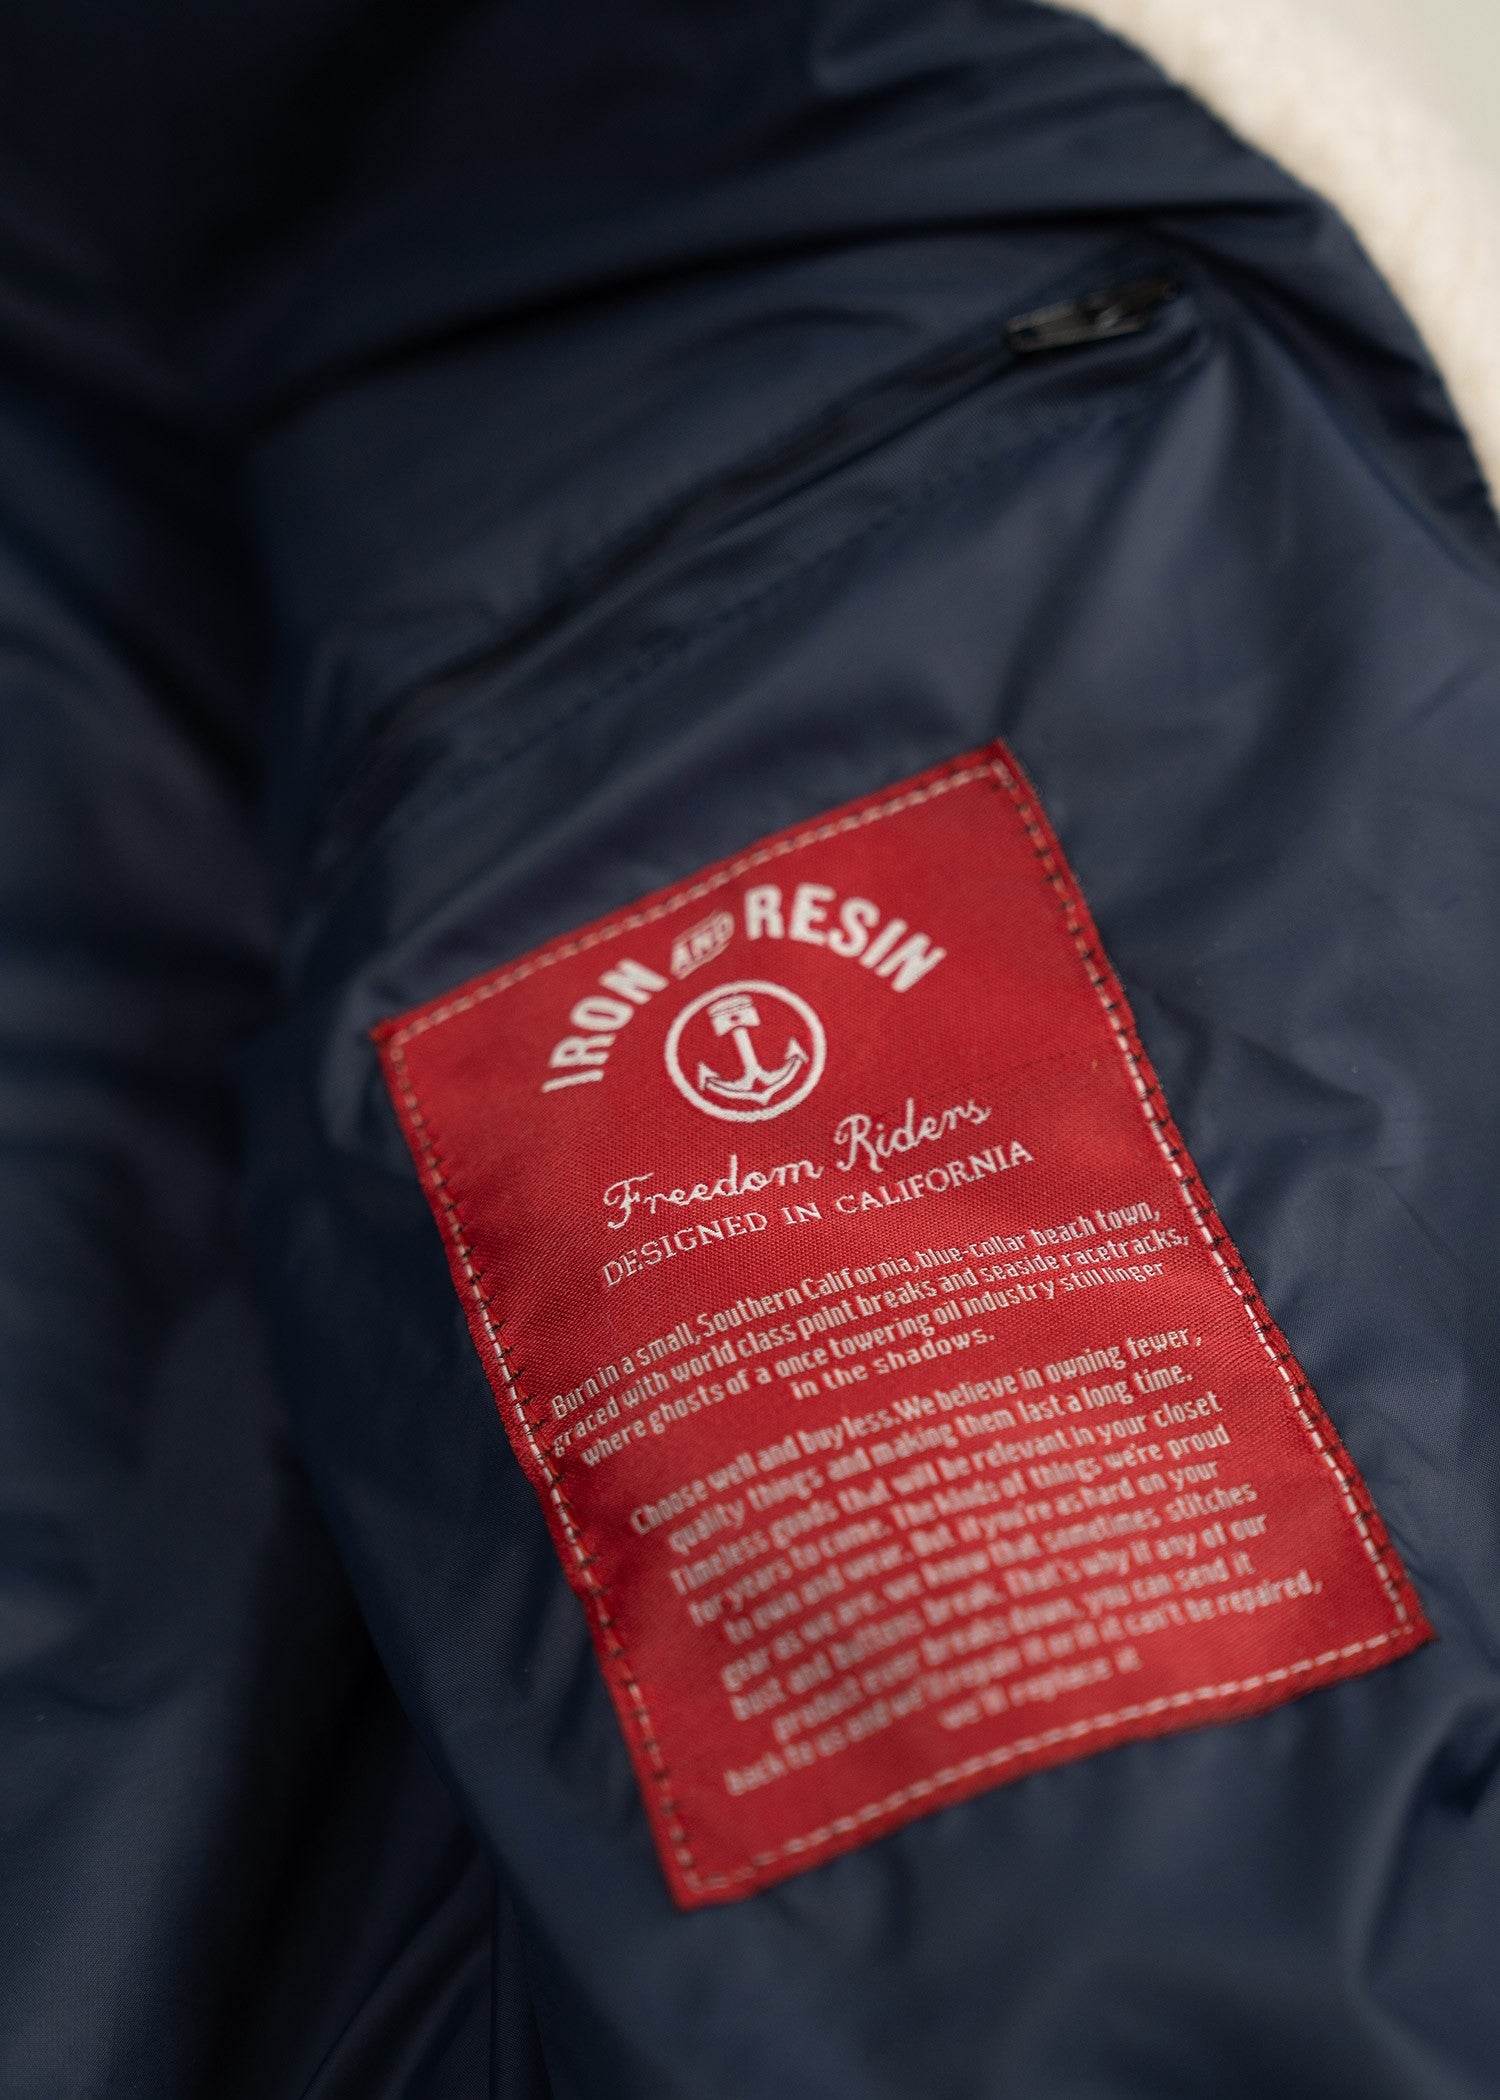 IRON AND RESIN
Freedom Riders
DESIGNED IN CALIFORNIA
Born in a small, Southern California, blue-collar beach town,
graced with world class point breaks and seaside racetracks,
where ghosts of a once towering oil industry still linger
in the shadows.
Choose well and buy less. We believe in owning fewer,
quality things and making them last a long time.
Timeless goods that will be relevant in your closet
for years to come. The kinds of things we're proud
to own and wear. But if you're as hard on your
gear as we are, we know that sometimes stitches
bust and buttons break. That's why if any of our
product ever breaks down, you can send it
back to us and we'll repair it or if it can't be repaired,
we'll replace it